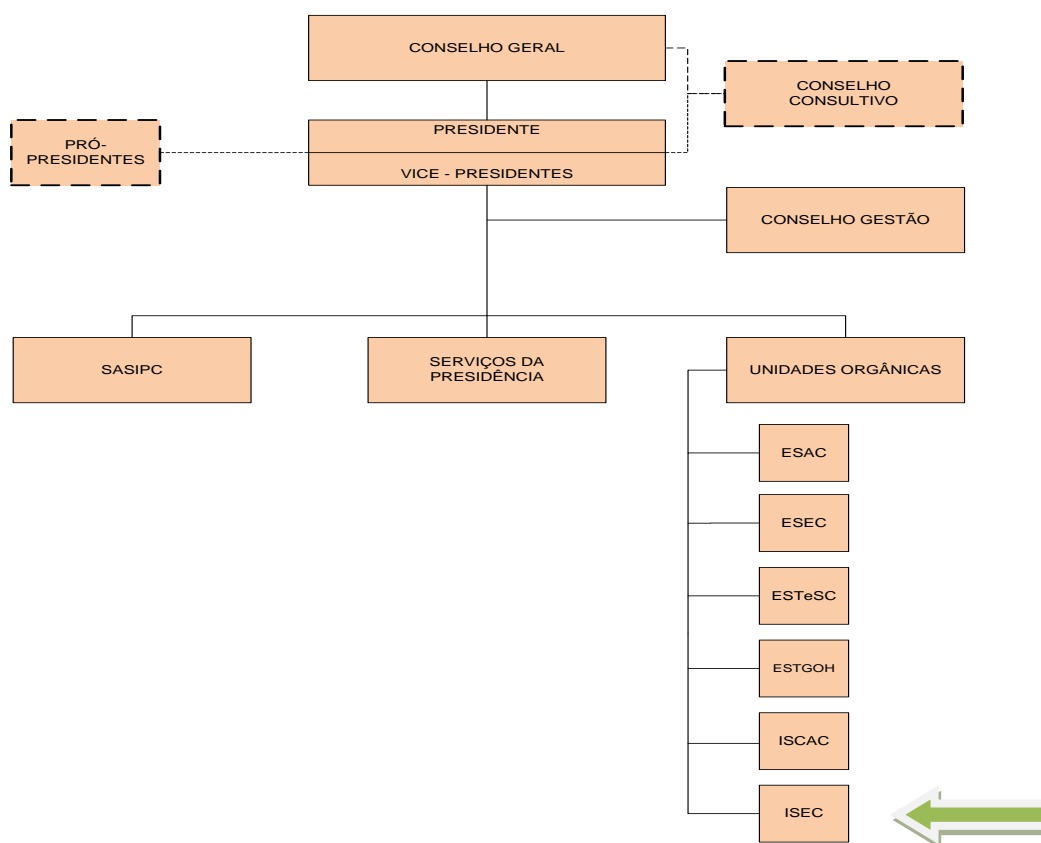 CONSELHO GERAL
CONSELHO
CONSULTIVO
PRESIDENTE
PRÓ-
PRESIDENTES
VICE - PRESIDENTES
CONSELHO GESTÃO
SASIPC
SERVIÇOS DA
PRESIDÊNCIA
UNIDADES ORGÂNICAS
ESAC
ESEC
ESTeSC
ESTGOH
ISCAC
ISEC